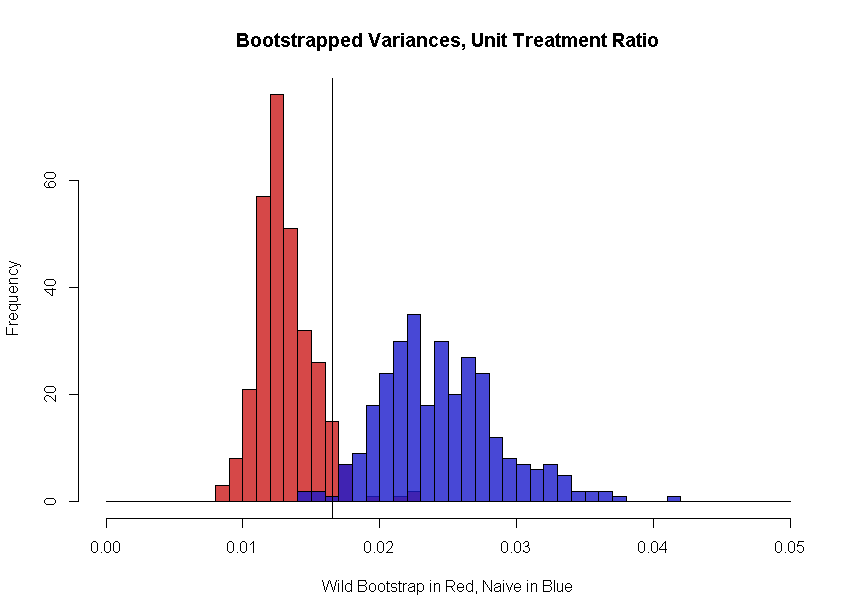 Bootstrapped Variances, Unit Treatment Ratio
Frequency
60
40
20
0
0.00 0.01 0.02 0.03 0.04 0.05
Wild Bootstrap in Red, Naive in Blue